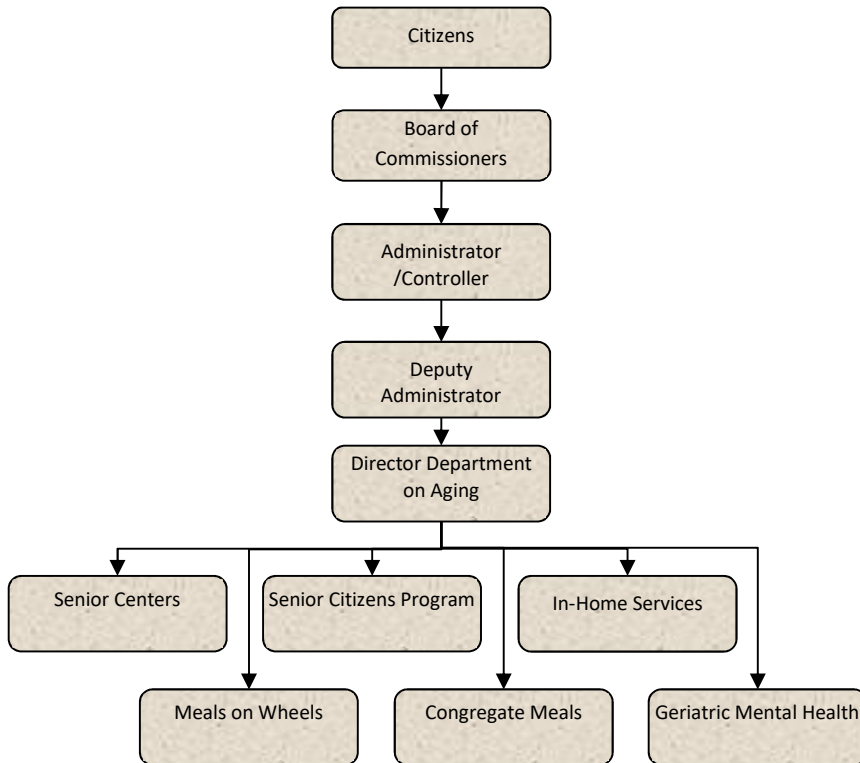 Citizens
Board of
Commissioners
Administrator
/Controller
Deputy
Administrator
Director Department
on Aging
Senior Centers
Senior Citizens Program
In-Home Services
Meals on Wheels
Congregate Meals
Geriatric Mental Health